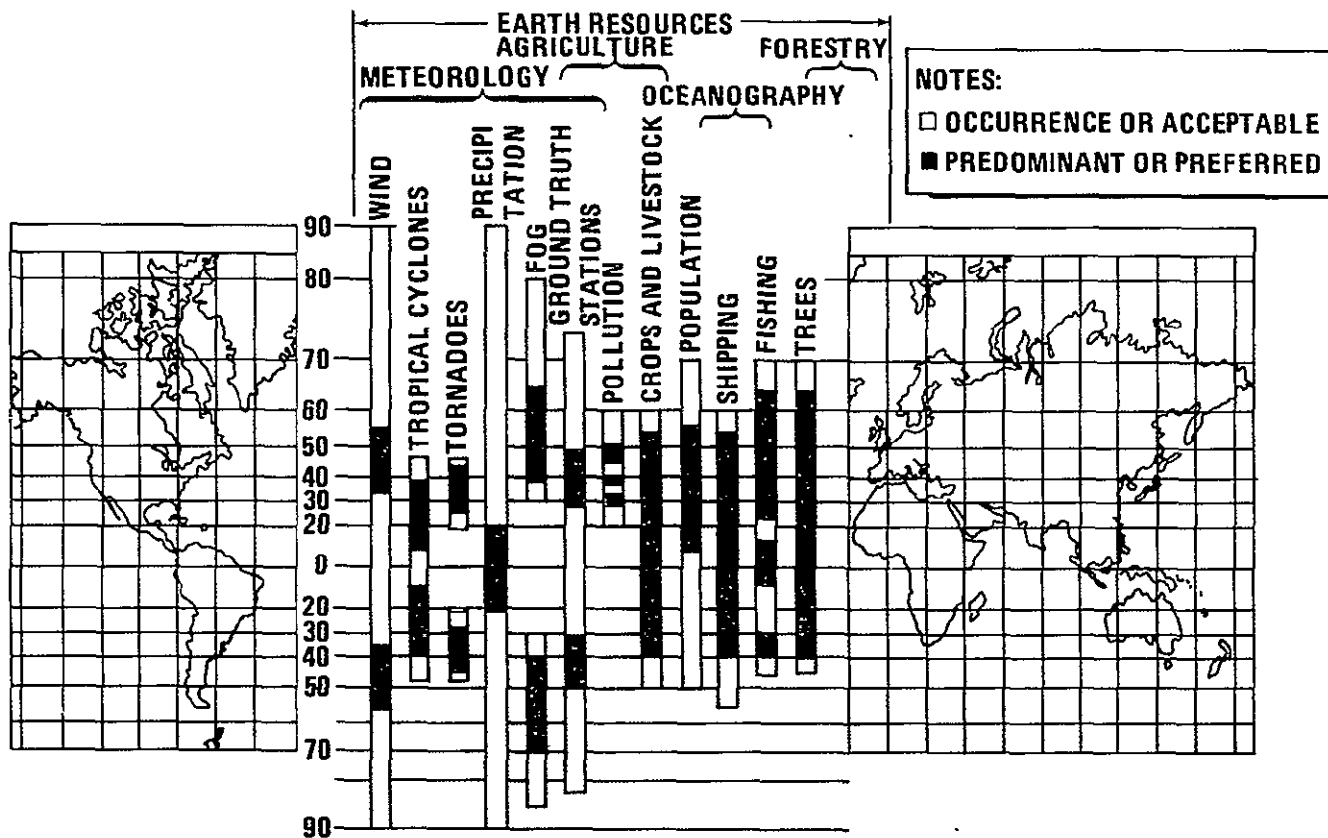 EARTH RESOURCES
AGRICULTURE
FORESTRY
METEOROLOGY
OCEANOGRAPHY
NOTES:
□ OCCURRENCE OR ACCEPTABLE
■ PREDOMINANT OR PREFERRED
WIND
TROPICAL CYCLONES
TORNADOES
PRECIPI
TATION
FOG
GROUND TRUTH
STATIONS
POLLUTION
CROPS AND LIVESTOCK
POPULATION
SHIPPING
FISHING
TREES
90
80
70
60
50
40
30
20
0
20
30
40
50
70
90